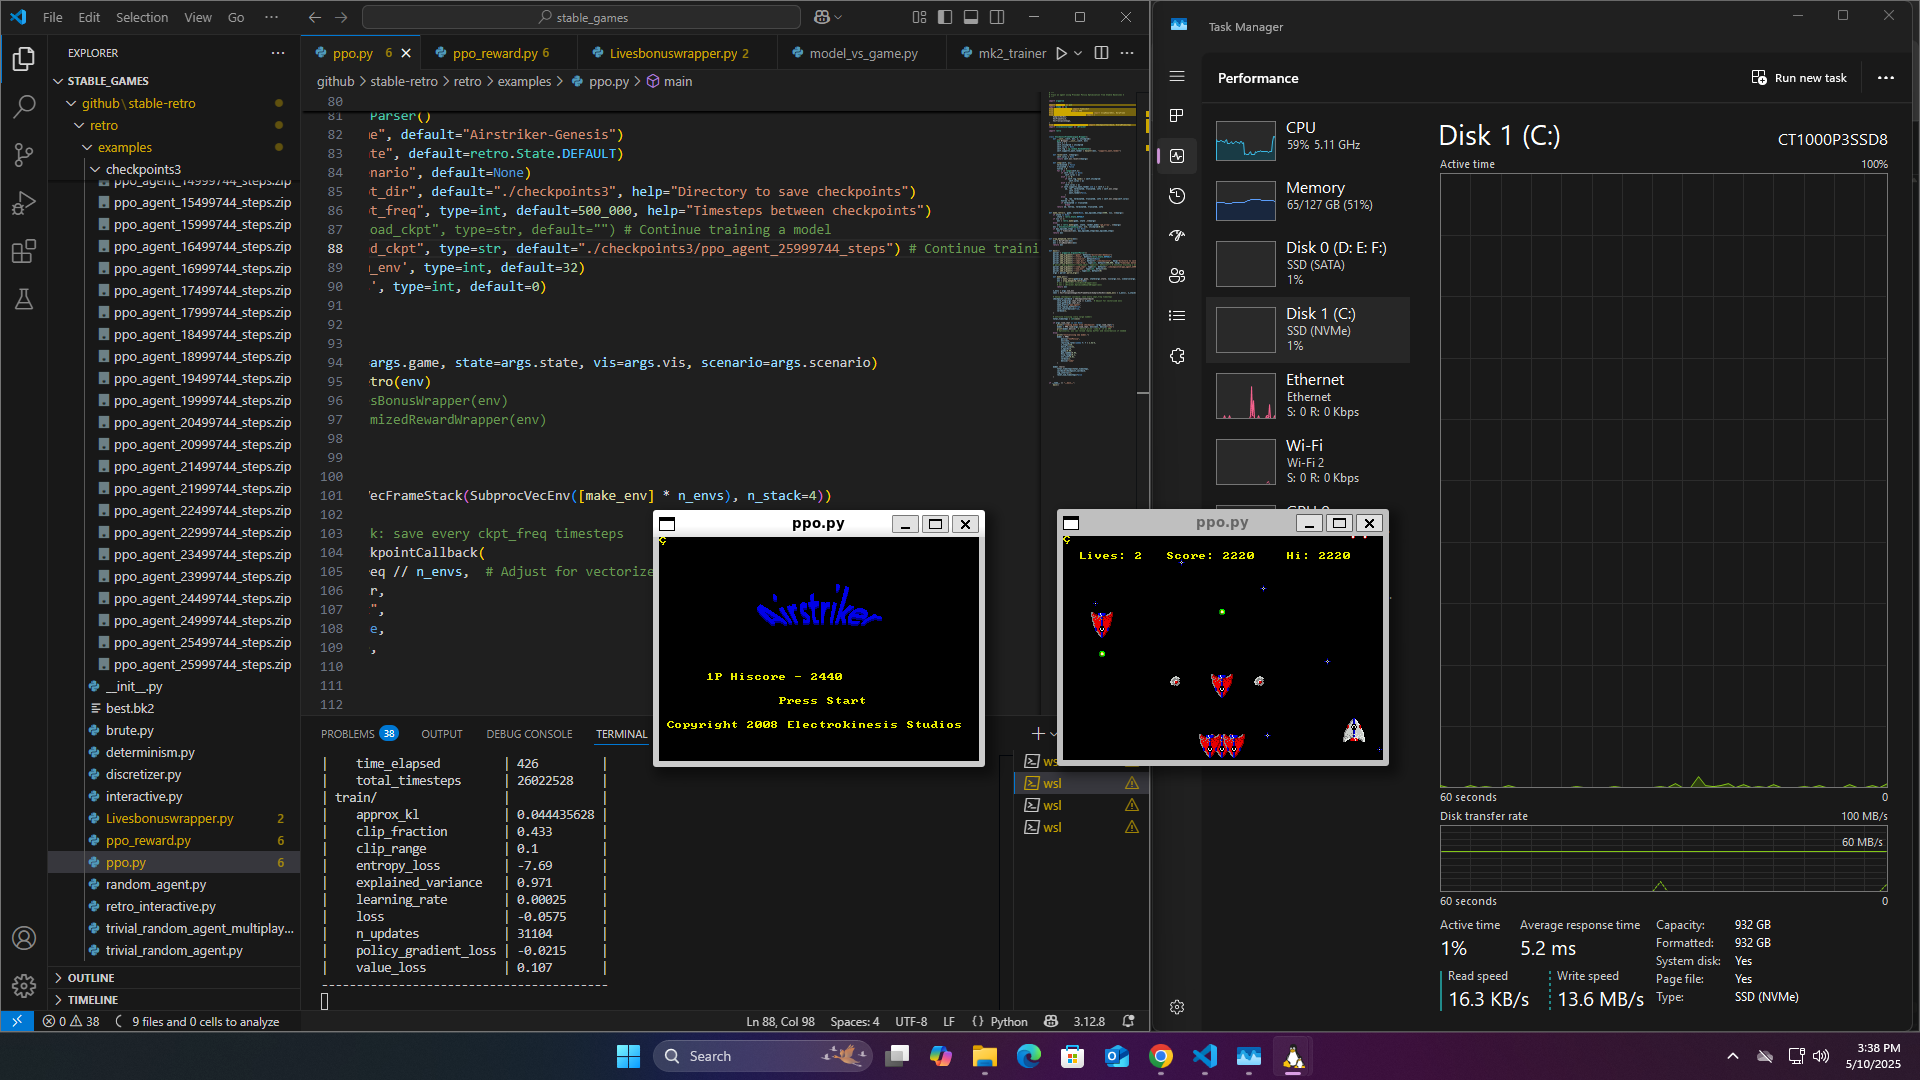 File Edit Selection View Go ···
stable_games
EXPLORER
STABLE_GAMES
github\stable-retro
retro
examples
checkpoints3
ppo_agent_14999744_steps.zip
ppo_agent_15499744_steps.zip
ppo_agent_15999744_steps.zip
ppo_agent_16499744_steps.zip
ppo_agent_16999744_steps.zip
ppo_agent_17499744_steps.zip
ppo_agent_17999744_steps.zip
ppo_agent_18499744_steps.zip
ppo_agent_18999744_steps.zip
ppo_agent_19499744_steps.zip
ppo_agent_19999744_steps.zip
ppo_agent_20499744_steps.zip
ppo_agent_20999744_steps.zip
ppo_agent_21499744_steps.zip
ppo_agent_21999744_steps.zip
ppo_agent_22499744_steps.zip
ppo_agent_22999744_steps.zip
ppo_agent_23499744_steps.zip
ppo_agent_23999744_steps.zip
ppo_agent_24499744_steps.zip
ppo_agent_24999744_steps.zip
ppo_agent_25499744_steps.zip
ppo_agent_25999744_steps.zip
__init__.py
best.bk2
brute.py
determinism.py
discretizer.py
interactive.py
Livesbonuswrapper.py 2
ppo_reward.py 6
ppo.py 6
random_agent.py
retro_interactive.py
trivial_random_agent_multiplay...
trivial_random_agent.py
OUTLINE
TIMELINE
ppo.py 6
ppo_reward.py 6
Livesbonuswrapper.py 2
model_vs_game.py
mk2_trainer
github > stable-retro > retro > examples > ppo.py > main
80
81 Parser()
82 ɪe", default="Airstriker-Genesis")
83 te", default=retro.State.DEFAULT)
84 nario", default=None)
85 ot_dir", default="./checkpoints3", help="Directory to save checkpoints")
86 ot_freq", type=int, default=500_000, help="Timesteps between checkpoints")
87 oad_ckpt", type=str, default="") # Continue training a model
88 ad_ckpt", type=str, default="./checkpoints3/ppo_agent_25999744_steps") # Continue traini
89 _env', type=int, default=32)
90 ', type=int, default=0)
91
92
93
94 args.game, state=args.state, vis=args.vis, scenario=args.scenario)
95 tro(env)
96 sBonusWrapper(env)
97 mizedRewardWrapper(env)
98
99
100
101 ecFrameStack(SubprocVecEnv([make_env] * n_envs), n_stack=4))
102
103 k: save every ckpt_freq timesteps
104 kpointCallback(
105 eq // n_envs, # Adjust for vectorize
106 r,
107 ",
108 e,
109 ,
110
111
112
PROBLEMS 38 OUTPUT DEBUG CONSOLE TERMINAL
| time_elapsed | 426 |
| total_timesteps | 26022528 |
| train/ | |
| approx_kl | 0.044435628 |
| clip_fraction | 0.433 |
| clip_range | 0.1 |
| entropy_loss | -7.69 |
| explained_variance | 0.971 |
| learning_rate | 0.00025 |
| loss | -0.0575 |
| n_updates | 31104 |
| policy_gradient_loss | -0.0215 |
| value_loss | 0.107 |
-----------------------------------------
ws
wsl
wsl
wsl
0 38 9 files and 0 cells to analyze
Ln 88, Col 98 Spaces: 4 UTF-8 LF {} Python 3.12.8
ppo.py
Airstriker
1P Hiscore - 2440
Press Start
Copyright 2008 Electrokinesis Studios
ppo.py
Lives: 2 Score: 2220 Hi: 2220
Task Manager
Performance
Run new task
CPU
59% 5.11 GHz
Memory
65/127 GB (51%)
Disk 0 (D: E: F:)
SSD (SATA)
1%
Disk 1 (C:)
SSD (NVMe)
1%
Ethernet
Ethernet
S: 0 R: 0 Kbps
Wi-Fi
Wi-Fi 2
S: 0 R: 0 Kbps
Disk 1 (C:)
CT1000P3SSD8
Active time 100%
60 seconds 0
Disk transfer rate 100 MB/s
60 MB/s
60 seconds 0
Active time
1%
Average response time
5.2 ms
Read speed
16.3 KB/s
Write speed
13.6 MB/s
Capacity: 932 GB
Formatted: 932 GB
System disk: Yes
Page file: Yes
Type: SSD (NVMe)
Search
3:38 PM
5/10/2025